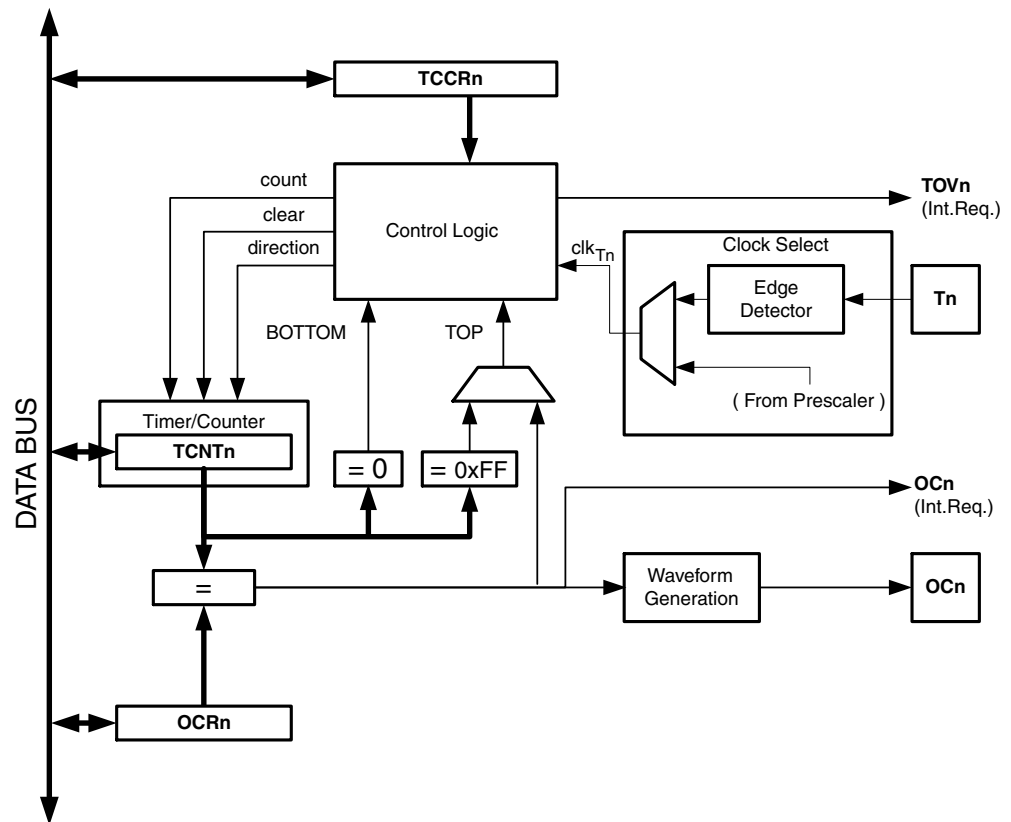 TCCRn
count
clear
direction
Control Logic
TOVn
(Int.Req.)
clkTn
Clock Select
Edge
Detector
Tn
( From Prescaler )
BOTTOM
TOP
Timer/Counter
TCNTn
= 0
= 0xFF
DATA BUS
OCn
(Int.Req.)
=
Waveform
Generation
OCn
OCRn